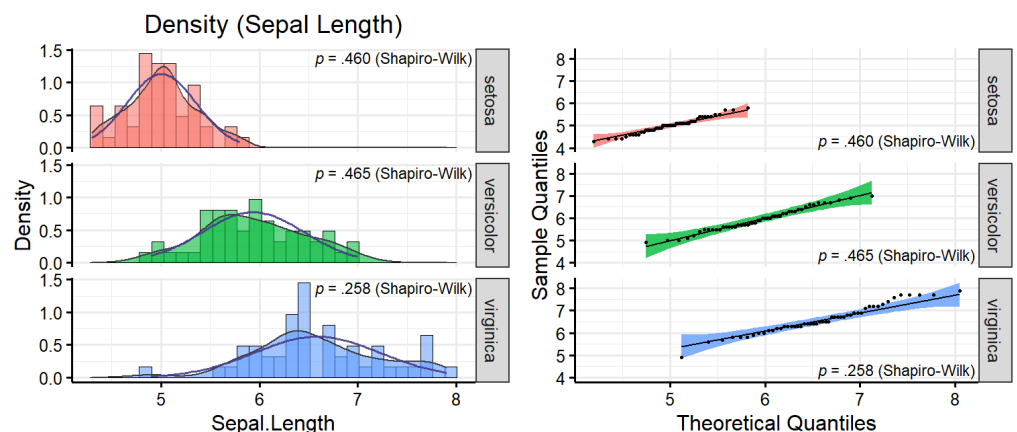 Density (Sepal Length)
Density
1.5
1.0
0.5
0.0
p = .460 (Shapiro-Wilk)
setosa
1.5
1.0
0.5
0.0
p = .465 (Shapiro-Wilk)
versicolor
1.5
1.0
0.5
0.0
p = .258 (Shapiro-Wilk)
virginica
5 6 7 8
Sepal.Length
Sample Quantiles
8
7
6
5
4
p = .460 (Shapiro-Wilk)
setosa
8
7
6
5
4
p = .465 (Shapiro-Wilk)
versicolor
8
7
6
5
4
p = .258 (Shapiro-Wilk)
virginica
5 6 7 8
Theoretical Quantiles